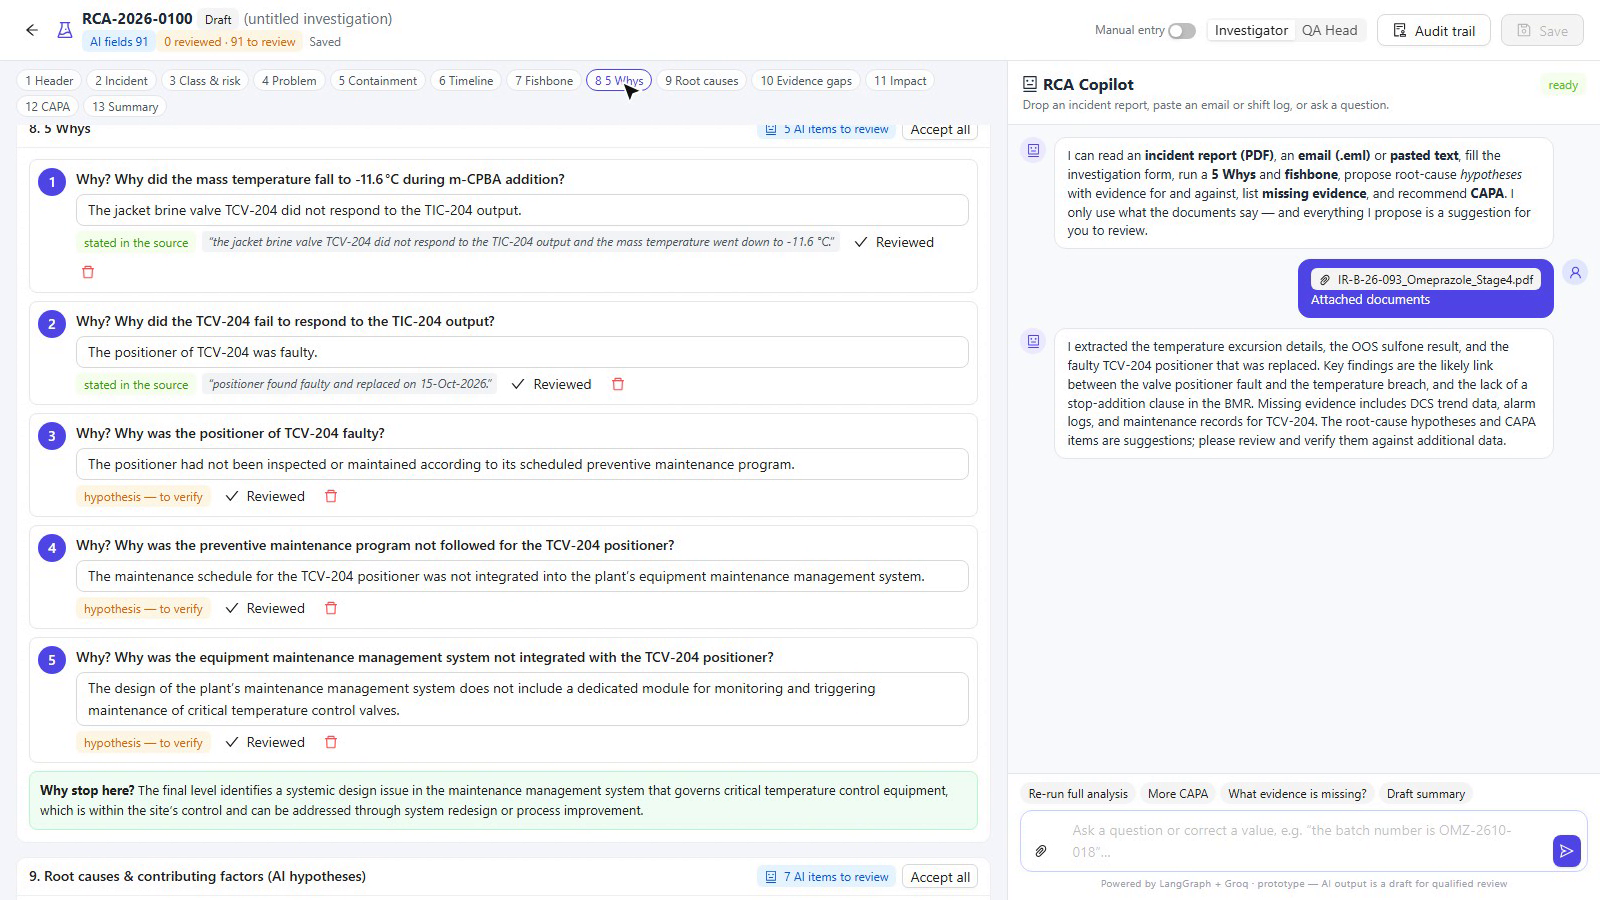 RCA-2026-0100 Draft (untitled investigation)
AI fields 91 0 reviewed · 91 to review Saved
Manual entry Investigator QA Head Audit trail Save
1 Header 2 Incident 3 Class & risk 4 Problem 5 Containment 6 Timeline 7 Fishbone 8 5 Whys 9 Root causes 10 Evidence gaps 11 Impact
12 CAPA 13 Summary
8. 5 Whys 5 AI items to review Accept all
1 Why? Why did the mass temperature fall to -11.6 °C during m-CPBA addition?
The jacket brine valve TCV-204 did not respond to the TIC-204 output.
stated in the source "the jacket brine valve TCV-204 did not respond to the TIC-204 output and the mass temperature went down to -11.6 °C." Reviewed
2 Why? Why did the TCV-204 fail to respond to the TIC-204 output?
The positioner of TCV-204 was faulty.
stated in the source "positioner found faulty and replaced on 15-Oct-2026." Reviewed
3 Why? Why was the positioner of TCV-204 faulty?
The positioner had not been inspected or maintained according to its scheduled preventive maintenance program.
hypothesis — to verify Reviewed
4 Why? Why was the preventive maintenance program not followed for the TCV-204 positioner?
The maintenance schedule for the TCV-204 positioner was not integrated into the plant's equipment maintenance management system.
hypothesis — to verify Reviewed
5 Why? Why was the equipment maintenance management system not integrated with the TCV-204 positioner?
The design of the plant's maintenance management system does not include a dedicated module for monitoring and triggering
maintenance of critical temperature control valves.
hypothesis — to verify Reviewed
Why stop here? The final level identifies a systemic design issue in the maintenance management system that governs critical temperature control equipment,
which is within the site's control and can be addressed through system redesign or process improvement.
9. Root causes & contributing factors (AI hypotheses) 7 AI items to review Accept all
RCA Copilot ready
Drop an incident report, paste an email or shift log, or ask a question.
I can read an incident report (PDF), an email (.eml) or pasted text, fill the
investigation form, run a 5 Whys and fishbone, propose root-cause hypotheses
with evidence for and against, list missing evidence, and recommend CAPA. I
only use what the documents say — and everything I propose is a suggestion for
you to review.
IR-B-26-093_Omeprazole_Stage4.pdf
Attached documents
I extracted the temperature excursion details, the OOS sulfone result, and the
faulty TCV-204 positioner that was replaced. Key findings are the likely link
between the valve positioner fault and the temperature breach, and the lack of a
stop-addition clause in the BMR. Missing evidence includes DCS trend data, alarm
logs, and maintenance records for TCV-204. The root-cause hypotheses and CAPA
items are suggestions; please review and verify them against additional data.
Re-run full analysis More CAPA What evidence is missing? Draft summary
Ask a question or correct a value, e.g. "the batch number is OMZ-2610-
018"...
Powered by LangGraph + Groq · prototype — AI output is a draft for qualified review